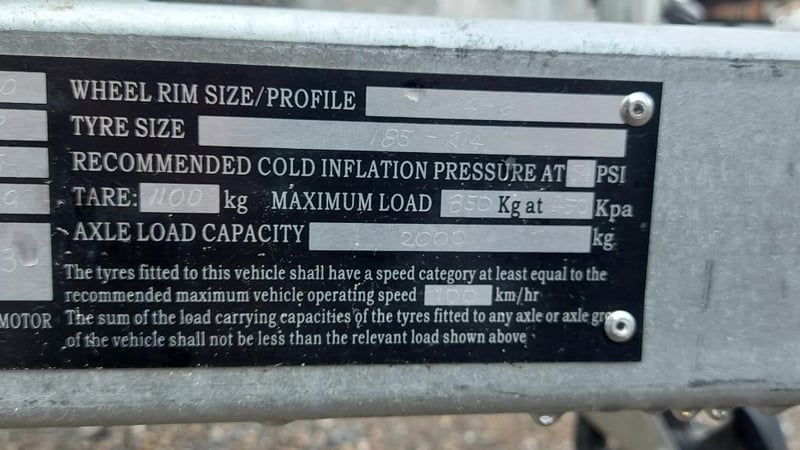 WHEEL RIM SIZE/PROFILE
TYRE SIZE 185-R14
RECOMMENDED COLD INFLATION PRESSURE AT PSI
TARE: 1100 kg MAXIMUM LOAD 850 Kg at 450 Kpa
AXLE LOAD CAPACITY 2000 kg
The tyres fitted to this vehicle shall have a speed category at least equal to the
recommended maximum vehicle operating speed 100 km/hr
MOTOR The sum of the load carrying capacities of the tyres fitted to any axle or axle gro
of the vehicle shall not be less than the relevant load shown above